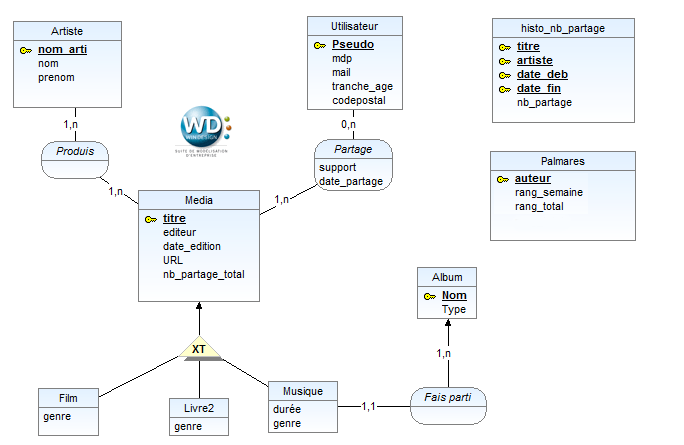 Artiste
nom_arti
nom
prenom
1,n
Produis
1,n
Utilisateur
Pseudo
mdp
mail
tranche_age
codepostal
0,n
Partage
support
date_partage
1,n
histo_nb_partage
titre
artiste
date_deb
date_fin
nb_partage
Palmares
auteur
rang_semaine
rang_total
WD
WIN'DESIGN
SUITE DE MODÉLISATION
D'ENTREPRISE
Media
titre
editeur
date_edition
URL
nb_partage_total
XT
Film
genre
Livre2
genre
Musique
durée
genre
1,1
Fais parti
1,n
Album
Nom
Type